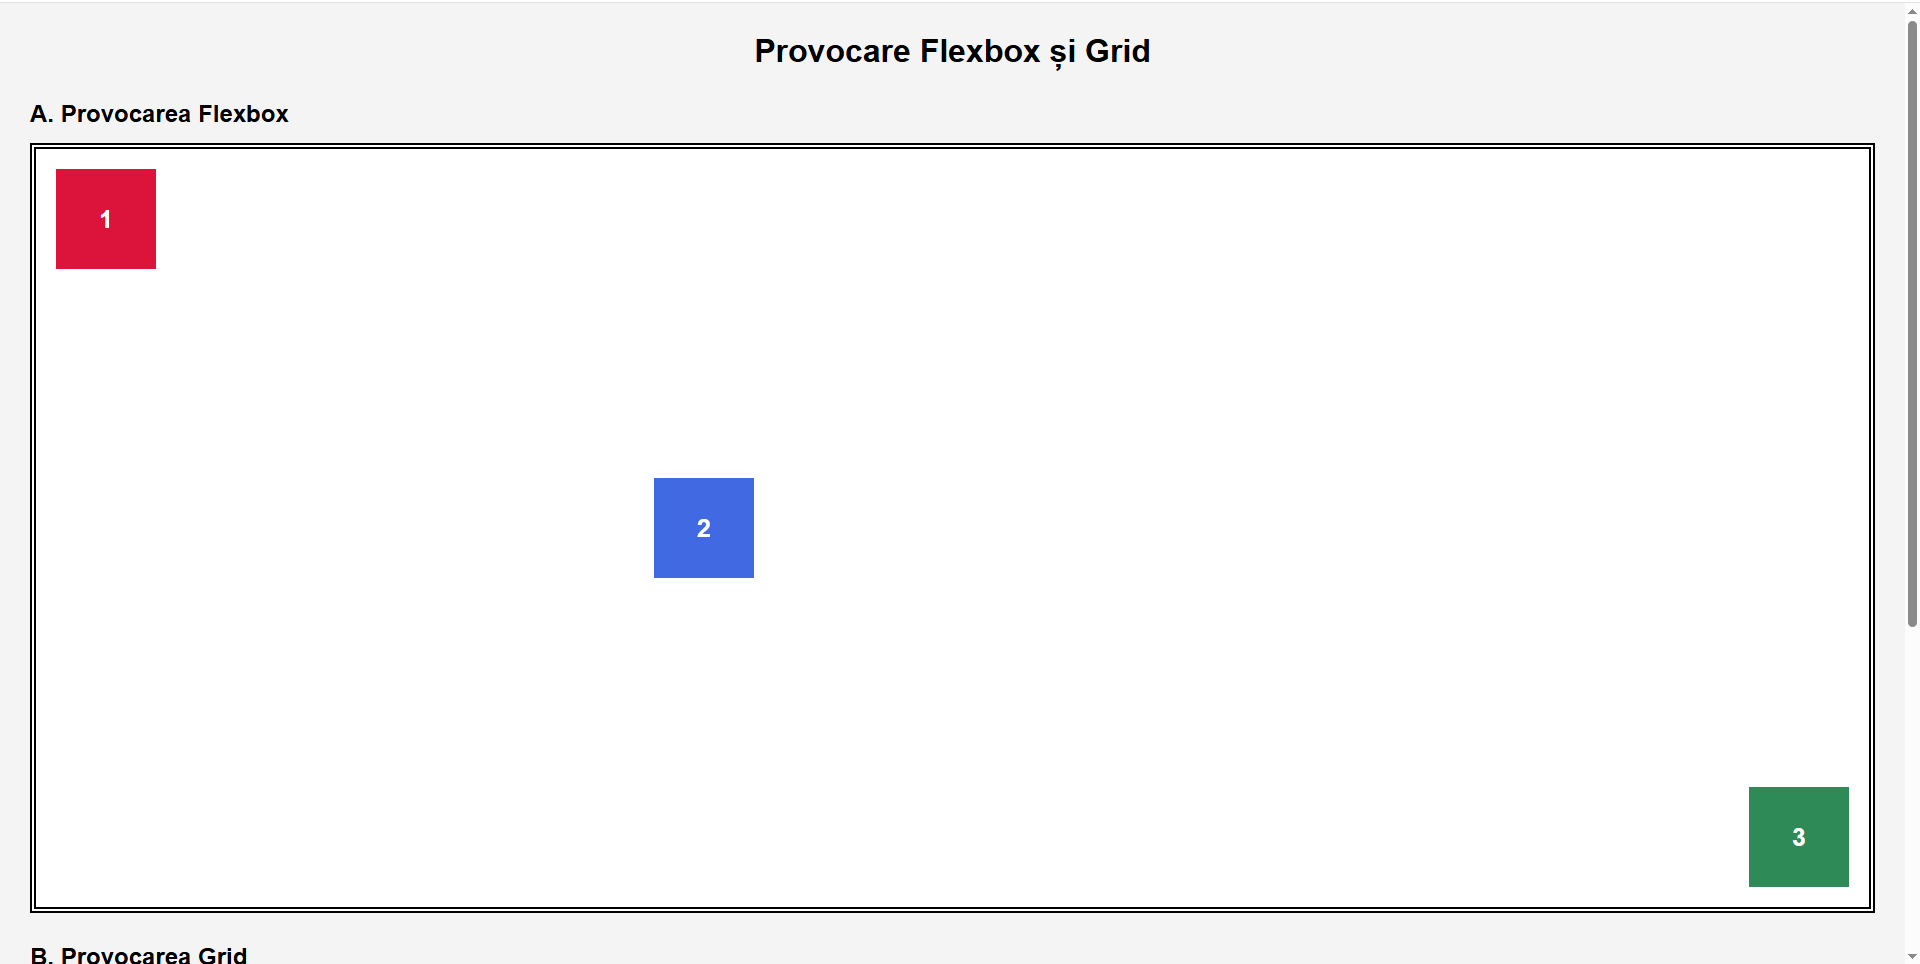 Provocare Flexbox și Grid
A. Provocarea Flexbox
1
2
3
B. Provocarea Grid